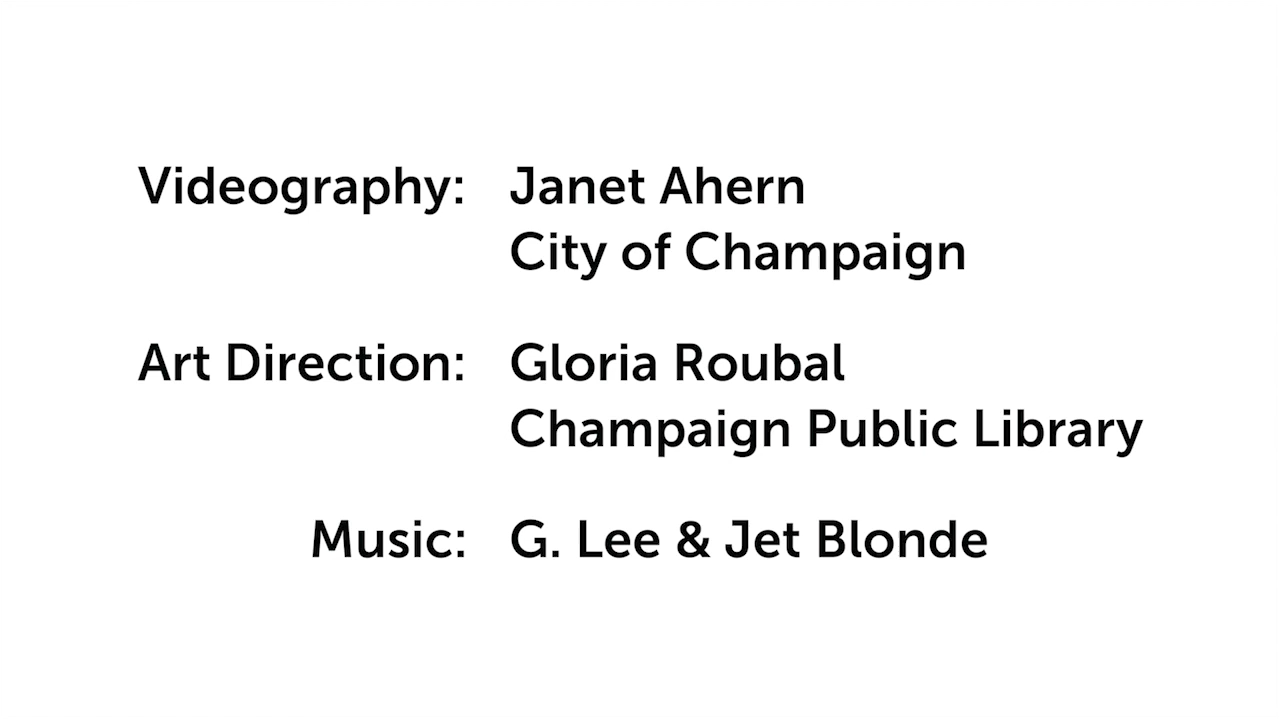 Videography: Janet Ahern
City of Champaign
Art Direction: Gloria Roubal
Champaign Public Library
Music: G. Lee & Jet Blonde